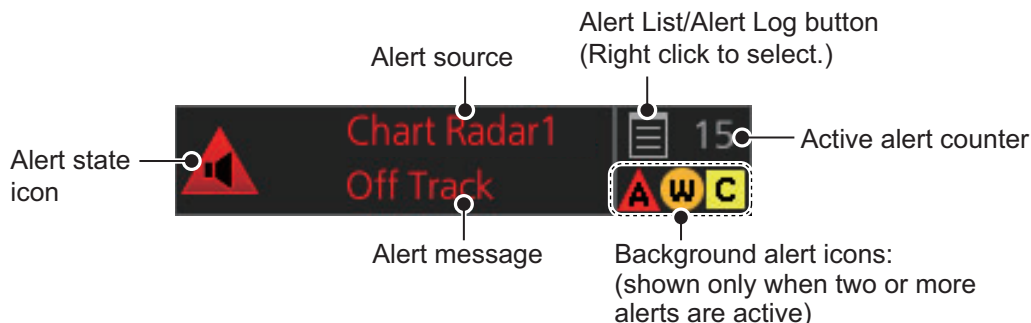 Alert List/Alert Log button
(Right click to select.)
Alert source
Chart Radar1
15
Active alert counter
Alert state
icon
Off Track
A W C
Alert message
Background alert icons:
(shown only when two or more
alerts are active)